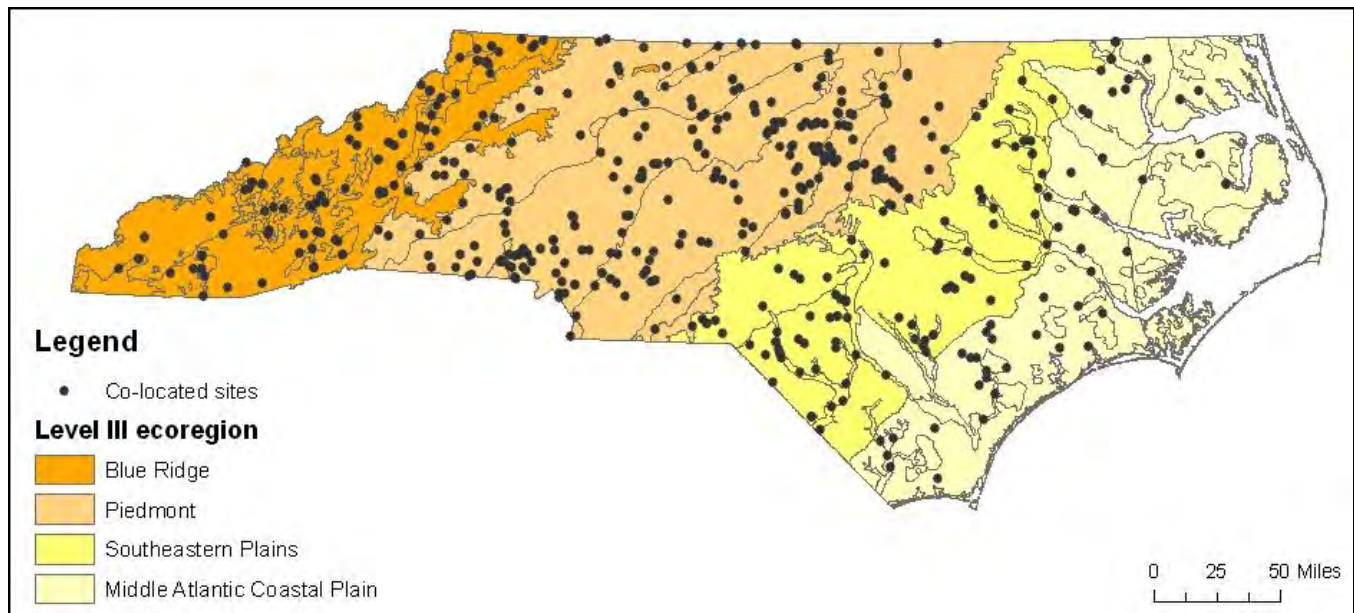 Legend
Co-located sites
Level III ecoregion
Blue Ridge
Piedmont
Southeastern Plains
Middle Atlantic Coastal Plain
0 25 50 Miles